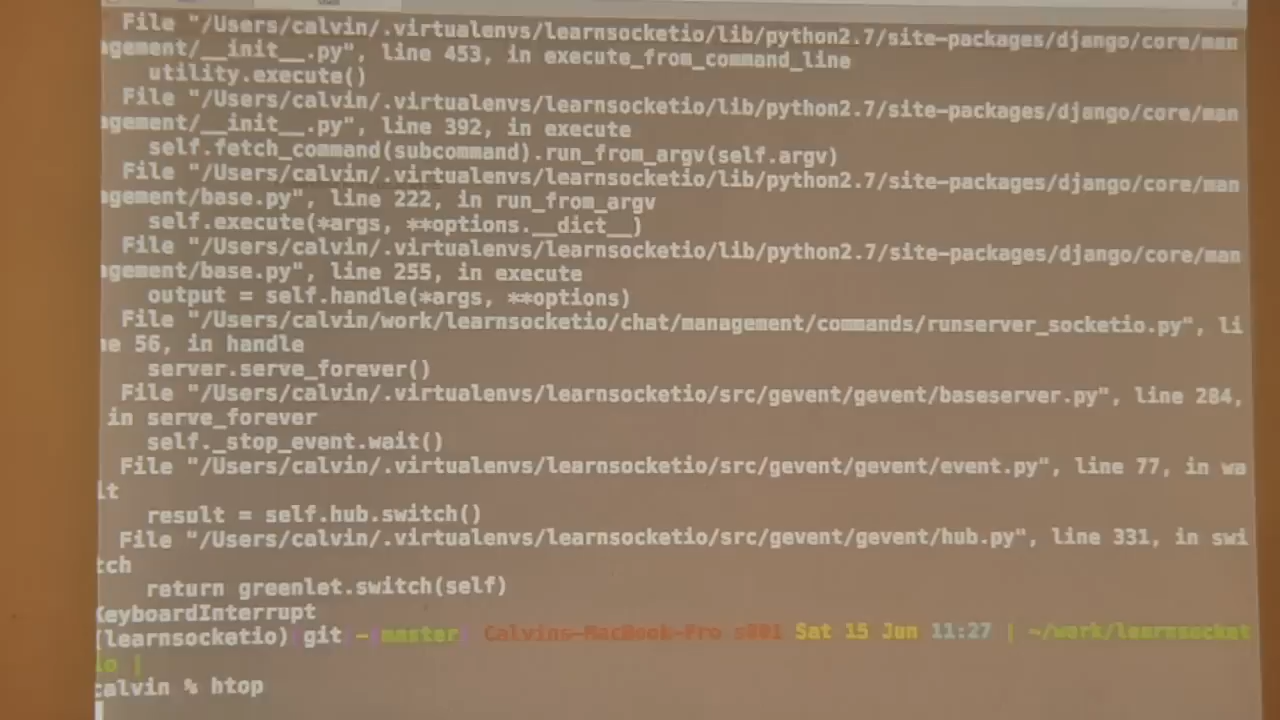 File "/Users/calvin/.virtualenvs/learnsocketio/lib/python2.7/site-packages/django/core/man
agement/__init__.py", line 453, in execute_from_command_line
utility.execute()
File "/Users/calvin/.virtualenvs/learnsocketio/lib/python2.7/site-packages/django/core/man
agement/__init__.py", line 392, in execute
self.fetch_command(subcommand).run_from_argv(self.argv)
File "/Users/calvin/.virtualenvs/learnsocketio/lib/python2.7/site-packages/django/core/man
agement/base.py", line 222, in run_from_argv
self.execute(*args, **options.__dict__)
File "/Users/calvin/.virtualenvs/learnsocketio/lib/python2.7/site-packages/django/core/man
agement/base.py", line 255, in execute
output = self.handle(*args, **options)
File "/Users/calvin/work/learnsocketio/chat/management/commands/runserver_socketio.py", li
ne 56, in handle
server.serve_forever()
File "/Users/calvin/.virtualenvs/learnsocketio/src/gevent/gevent/baseserver.py", line 284,
in serve_forever
self._stop_event.wait()
File "/Users/calvin/.virtualenvs/learnsocketio/src/gevent/gevent/event.py", line 77, in wa
it
result = self.hub.switch()
File "/Users/calvin/.virtualenvs/learnsocketio/src/gevent/gevent/hub.py", line 331, in swi
tch
return greenlet.switch(self)
KeyboardInterrupt
(learnsocketio) git -[master] Calvins-MacBook-Pro s001 Sat 15 Jun 11:27 | ~/work/learnsocket
io |
calvin % htop